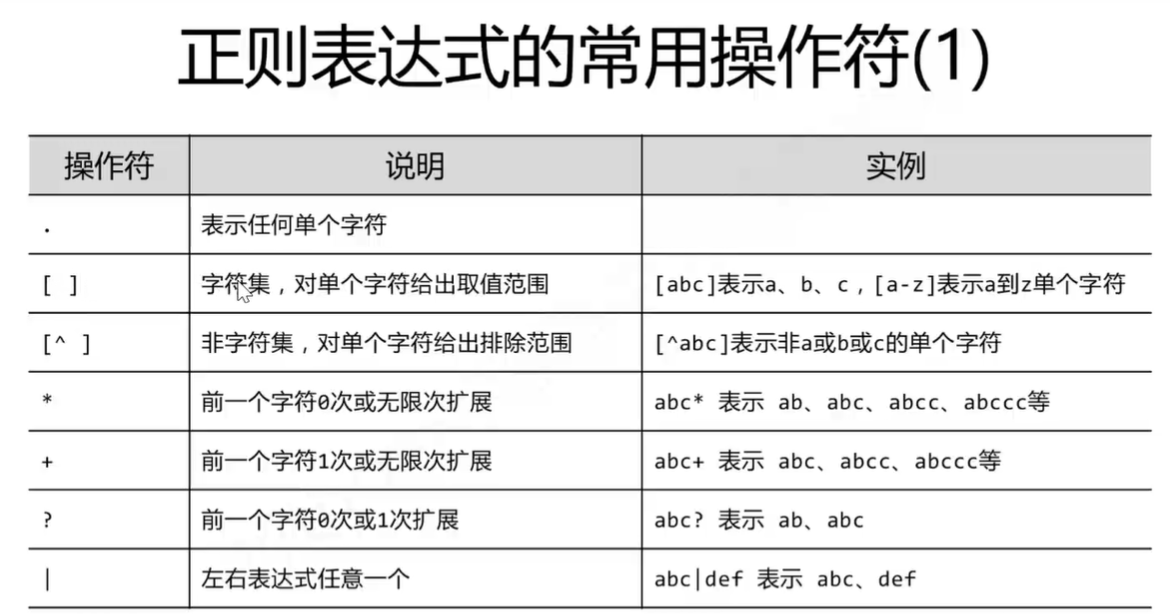 正则表达式的常用操作符(1)
操作符 说明 实例
. 表示任何单个字符
[ ] 字符集，对单个字符给出取值范围 [abc]表示a、b、c，[a-z]表示a到z单个字符
[^ ] 非字符集，对单个字符给出排除范围 [^abc]表示非a或b或c的单个字符
* 前一个字符0次或无限次扩展 abc* 表示 ab、abc、abcc、abccc等
+ 前一个字符1次或无限次扩展 abc+ 表示 abc、abcc、abccc等
? 前一个字符0次或1次扩展 abc? 表示 ab、abc
| 左右表达式任意一个 abc|def 表示 abc、def